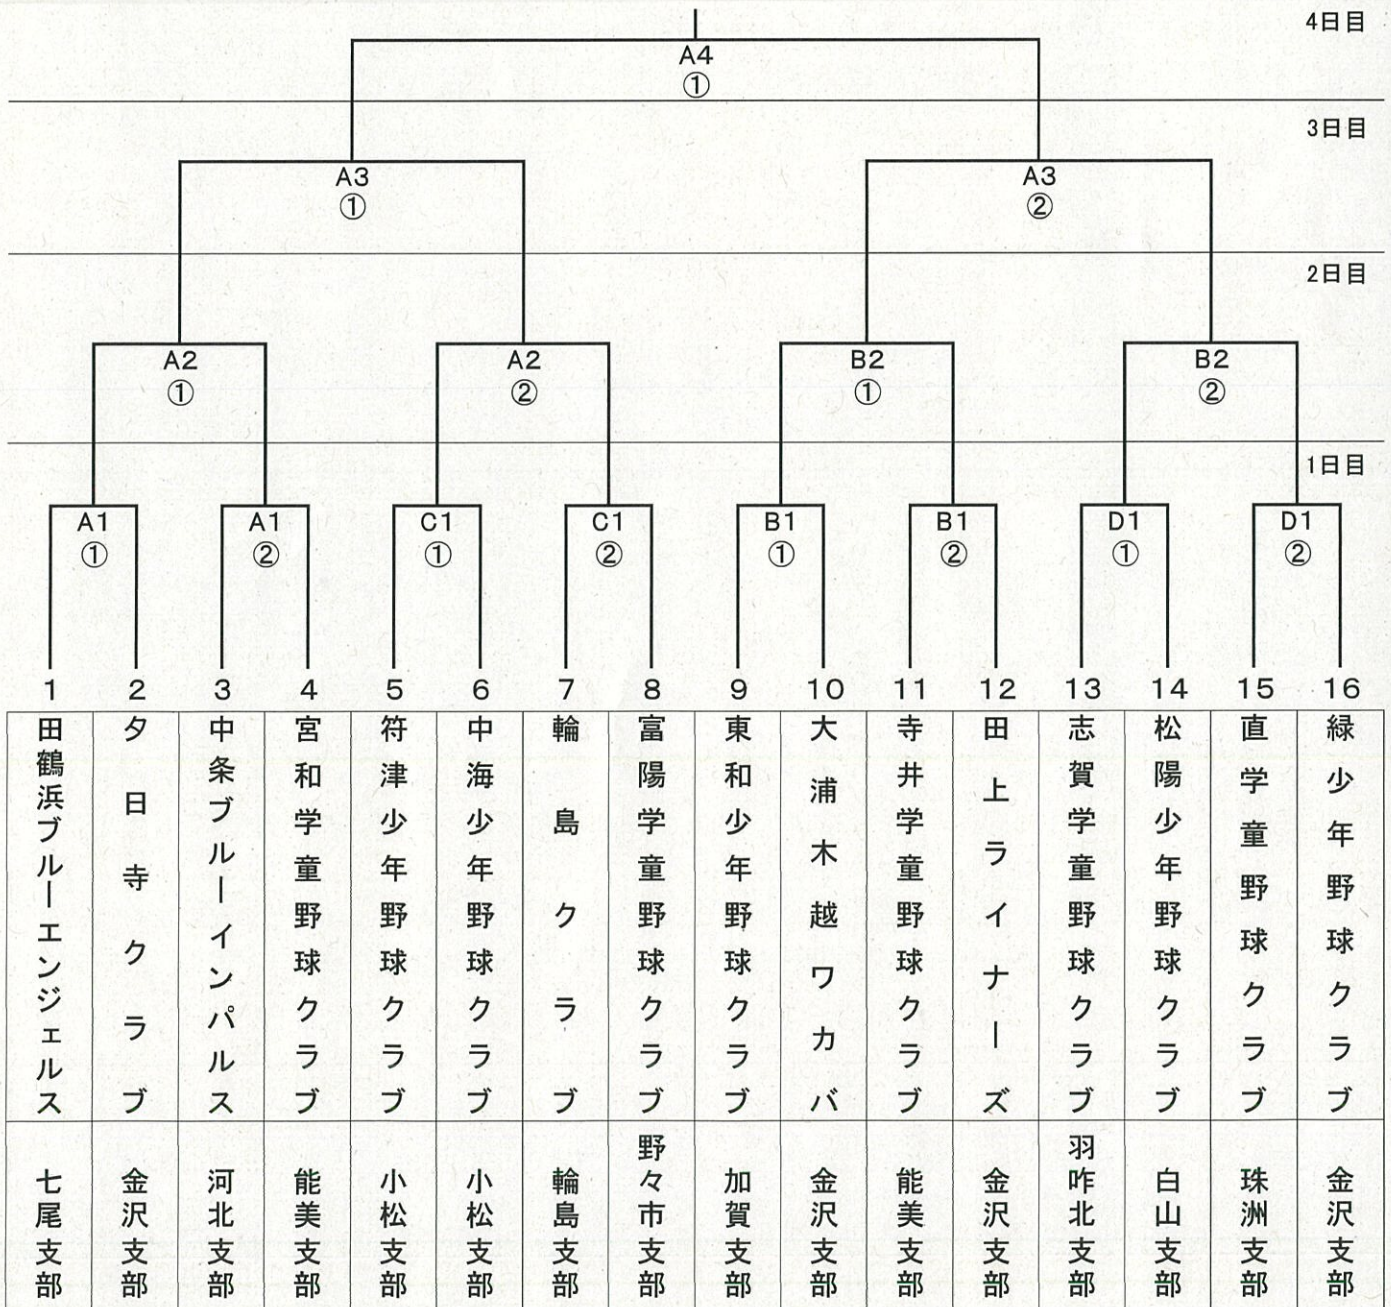 4日目
A4
①
3日目
A3
①
A3
②
2日目
A2
①
A2
②
B2
①
B2
②
1日目
A1
①
A1
②
C1
①
C1
②
B1
①
B1
②
D1
①
D1
②
1 2 3 4 5 6 7 8 9 10 11 12 13 14 15 16
田鶴浜ブルーエンジェルス
夕日寺クラブ
中条ブルーインパルス
宮和学童野球クラブ
符津少年野球クラブ
中海少年野球クラブ
輪島クラブ
富陽学童野球クラブ
東和少年野球クラブ
大浦木越ワカバ
寺井学童野球クラブ
田上ライナーズ
志賀学童野球クラブ
松陽少年野球クラブ
直学童野球クラブ
緑少年野球クラブ
七尾支部
金沢支部
河北支部
能美支部
小松支部
小松支部
輪島支部
野々市支部
加賀支部
金沢支部
能美支部
金沢支部
羽咋北支部
白山支部
珠洲支部
金沢支部